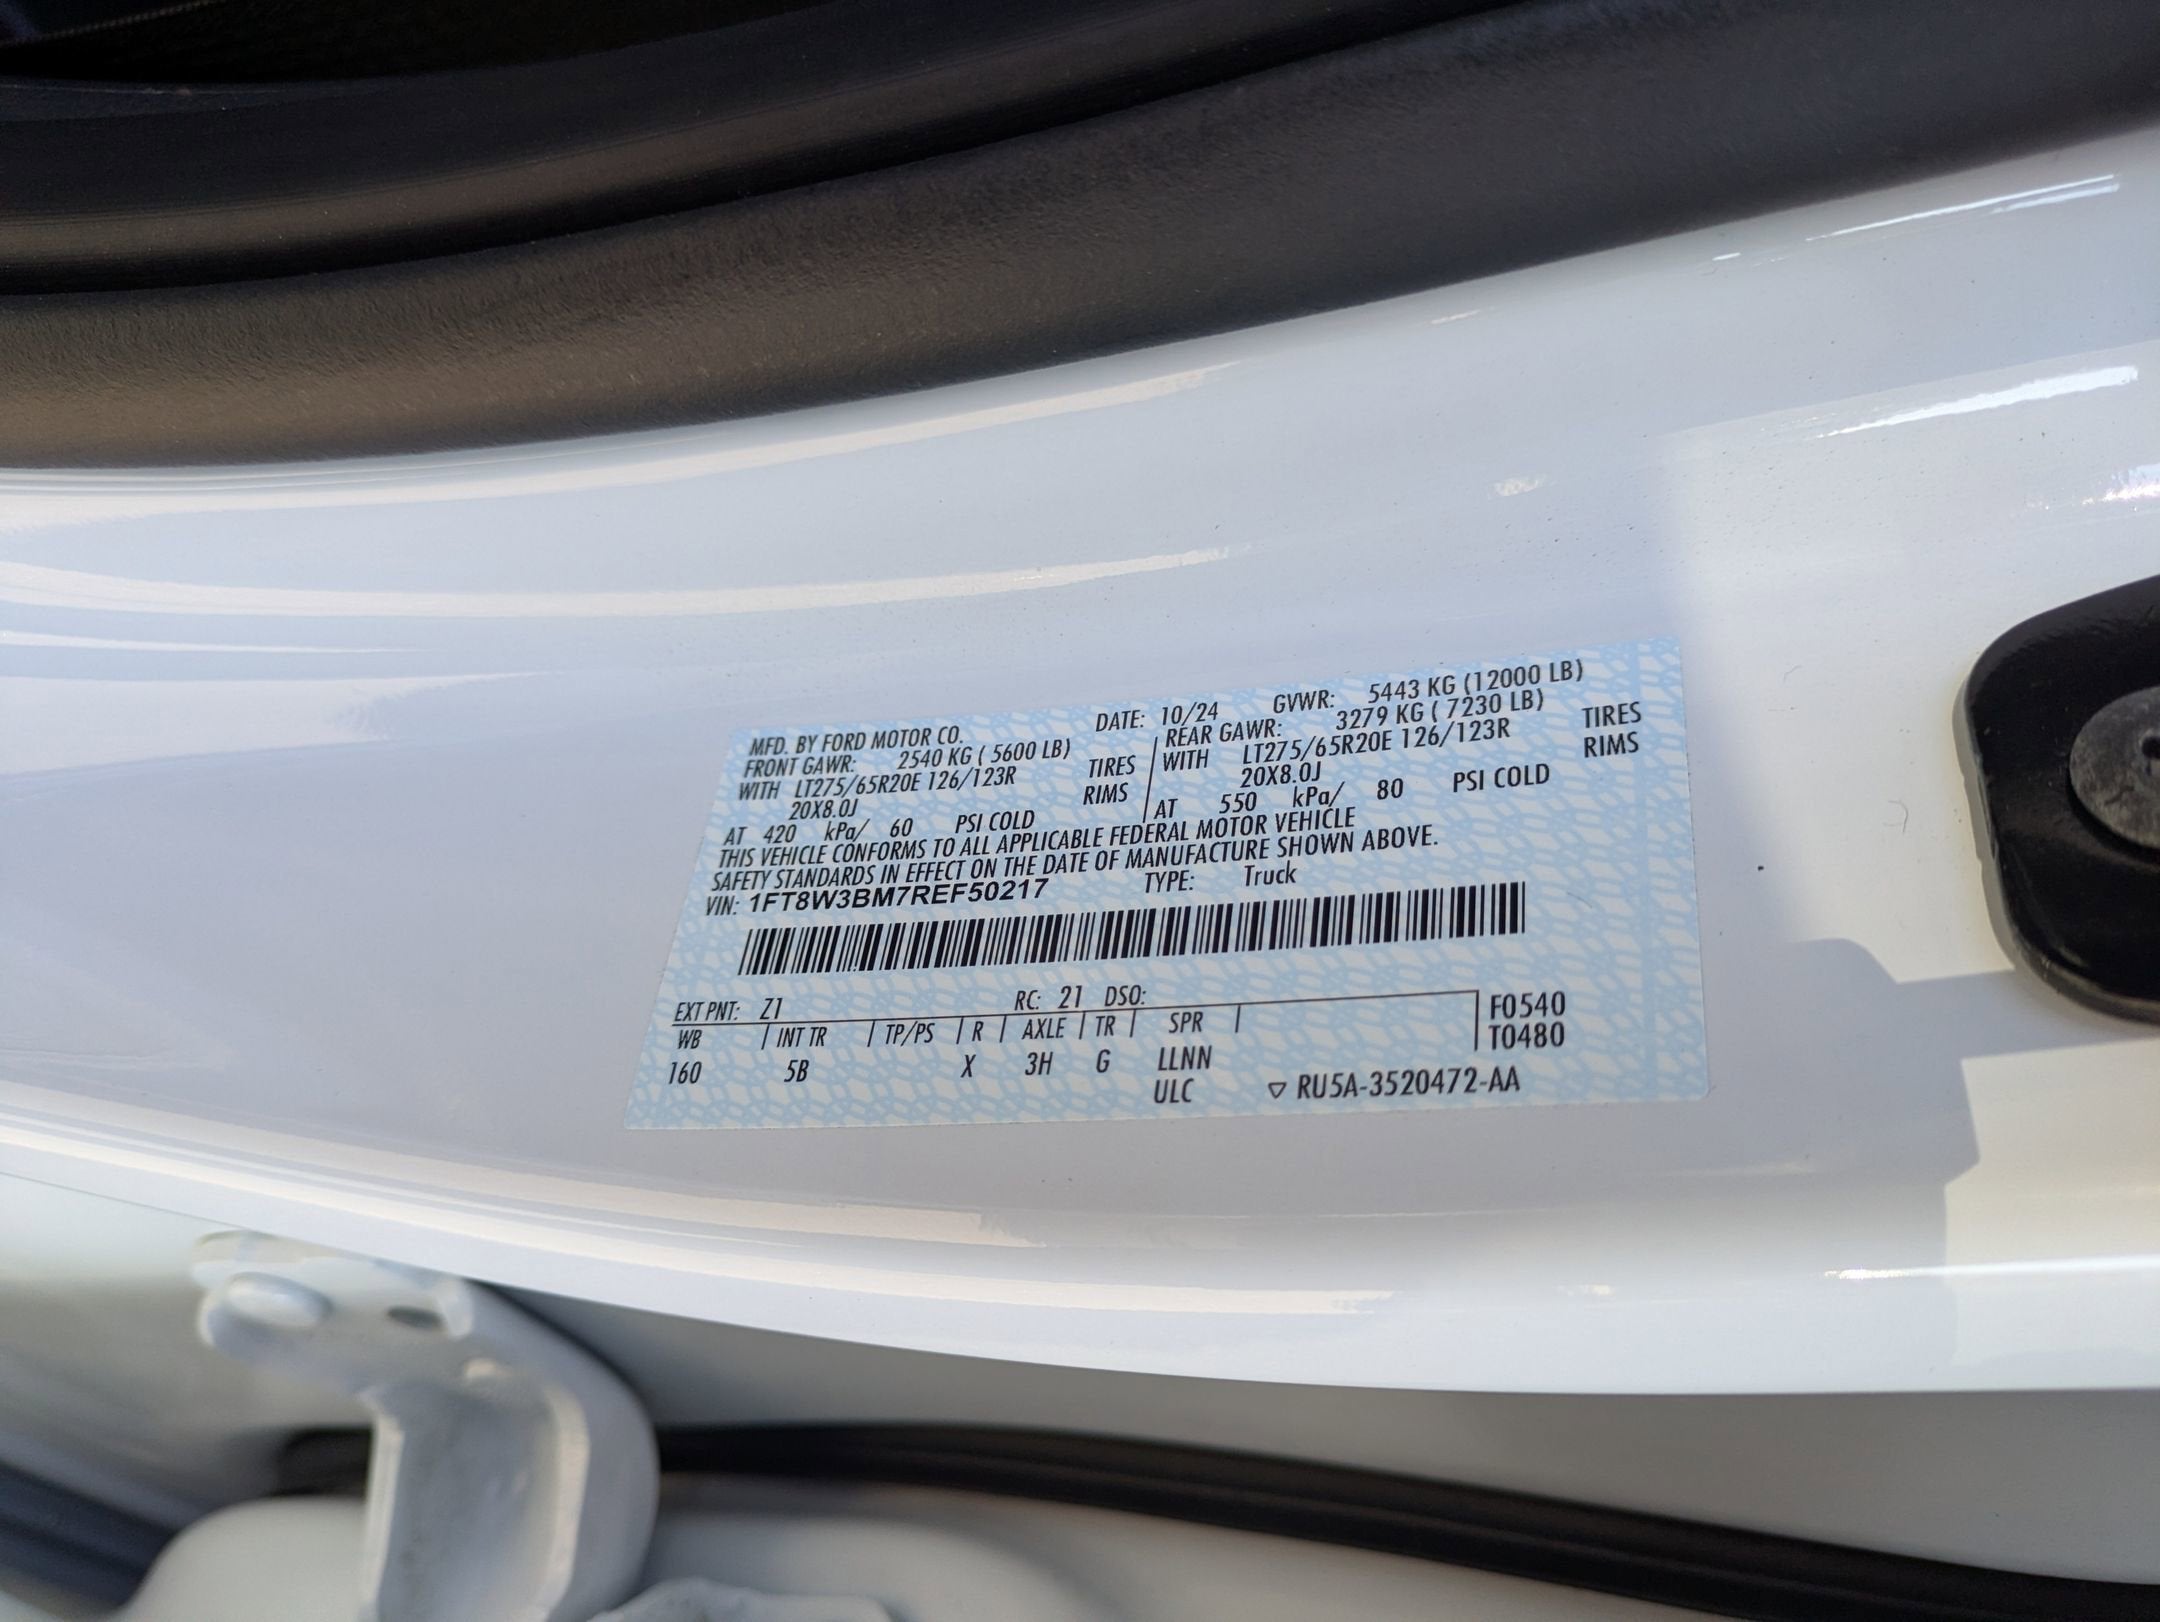 MFD. BY FORD MOTOR CO. DATE: 10/24 GVWR: 5443 KG (12000 LB)
FRONT GAWR: 2540 KG ( 5600 LB) REAR GAWR: 3279 KG ( 7230 LB)
WITH LT275/65R20E 126/123R TIRES WITH LT275/65R20E 126/123R TIRES
20X8.0J RIMS 20X8.0J RIMS
AT 420 kPa/ 60 PSI COLD AT 550 kPa/ 80 PSI COLD
THIS VEHICLE CONFORMS TO ALL APPLICABLE FEDERAL MOTOR VEHICLE
SAFETY STANDARDS IN EFFECT ON THE DATE OF MANUFACTURE SHOWN ABOVE.
VIN: 1FT8W3BM7REF50217 TYPE: Truck
EXT PNT: Z1 RC: 21 DSO:
WB INT TR TP/PS R AXLE TR SPR F0540
T0480
160 5B X 3H G LLNN
ULC ▽ RU5A-3520472-AA